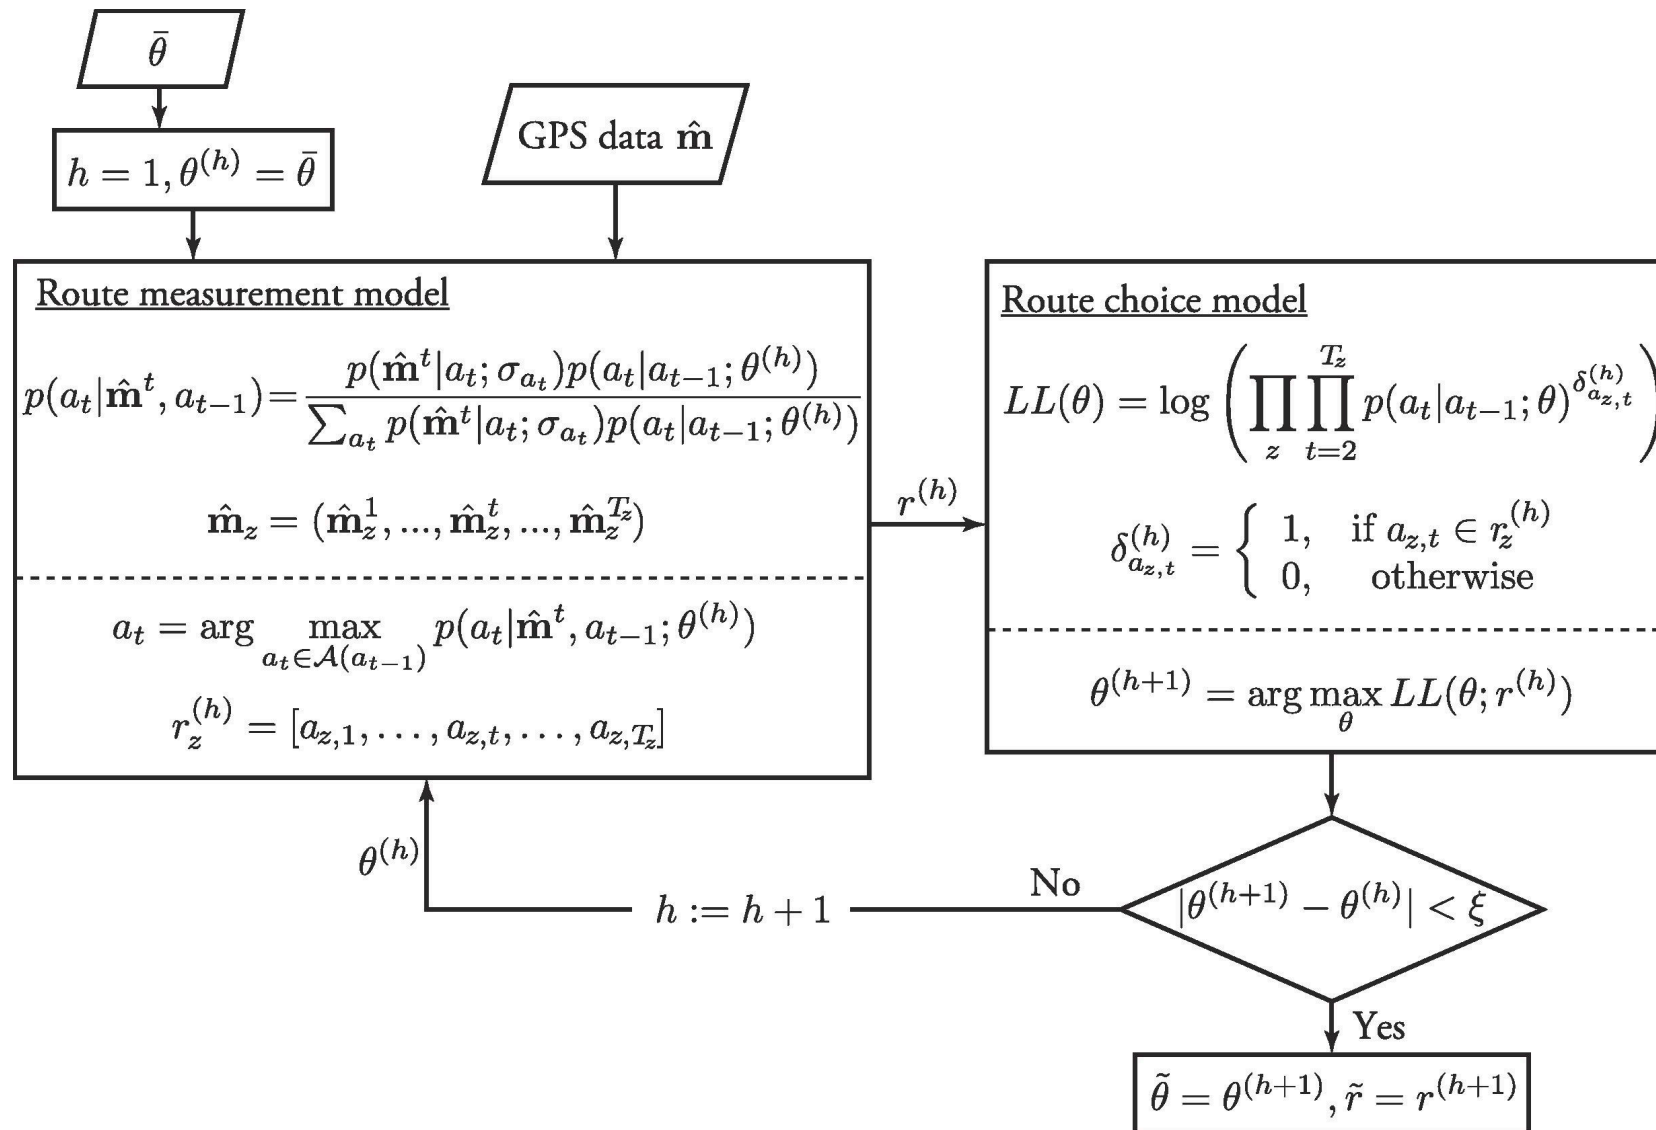 θ̄
h = 1, θ^(h) = θ̄
GPS data m̂
Route measurement model
p(a_t|m̂^t, a_{t−1}) = p(m̂^t|a_t; σ_{a_t})p(a_t|a_{t−1}; θ^(h)) / ∑_{a_t} p(m̂^t|a_t; σ_{a_t})p(a_t|a_{t−1}; θ^(h))
m̂_z = (m̂_z^1, ..., m̂_z^t, ..., m̂_z^{T_z})
a_t = arg max_{a_t∈𝒜(a_{t−1})} p(a_t|m̂^t, a_{t−1}; θ^(h))
r_z^(h) = [a_{z,1}, . . . , a_{z,t}, . . . , a_{z,T_z}]
r^(h)
Route choice model
LL(θ) = log (∏_z ∏_{t=2}^{T_z} p(a_t|a_{t−1}; θ)^{δ_{a_{z,t}}^(h)})
δ_{a_{z,t}}^(h) = { 1, if a_{z,t} ∈ r_z^(h)
0, otherwise
θ^(h+1) = arg max_θ LL(θ; r^(h))
θ^(h)
h := h + 1
No
|θ^(h+1) − θ^(h)| < ξ
Yes
θ̃ = θ^(h+1), r̃ = r^(h+1)